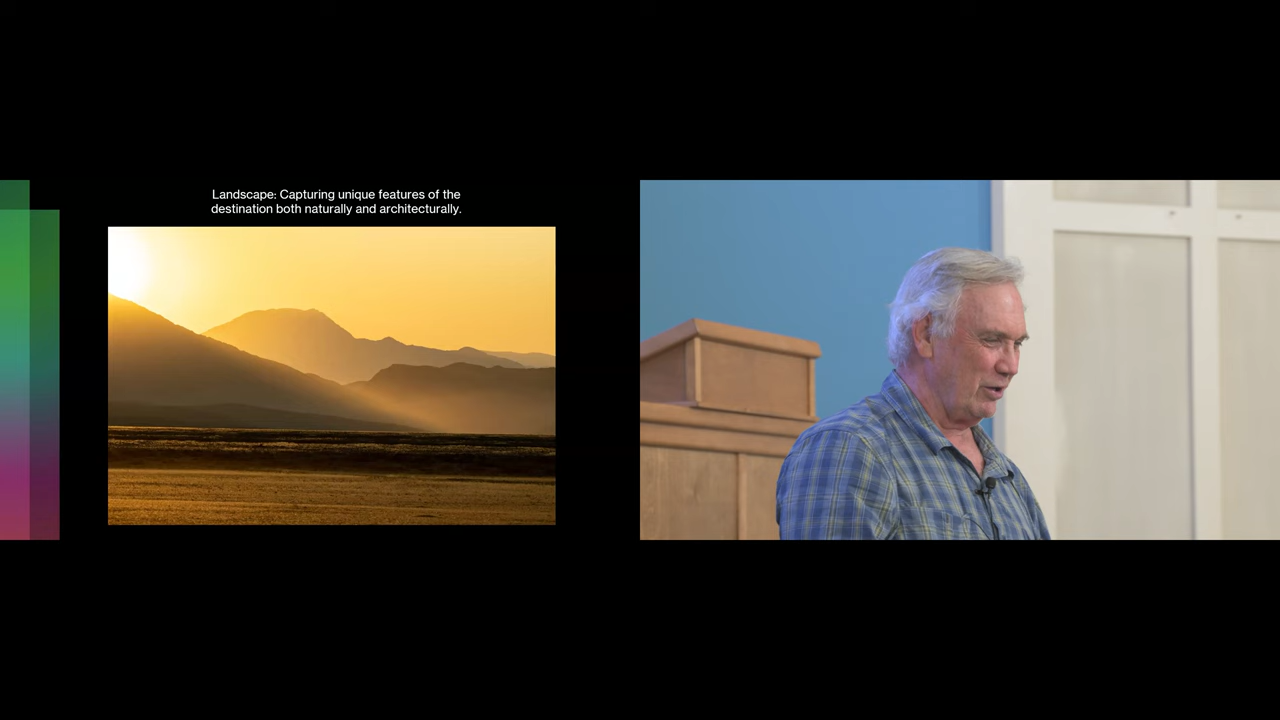 Landscape: Capturing unique features of the
destination both naturally and architecturally.